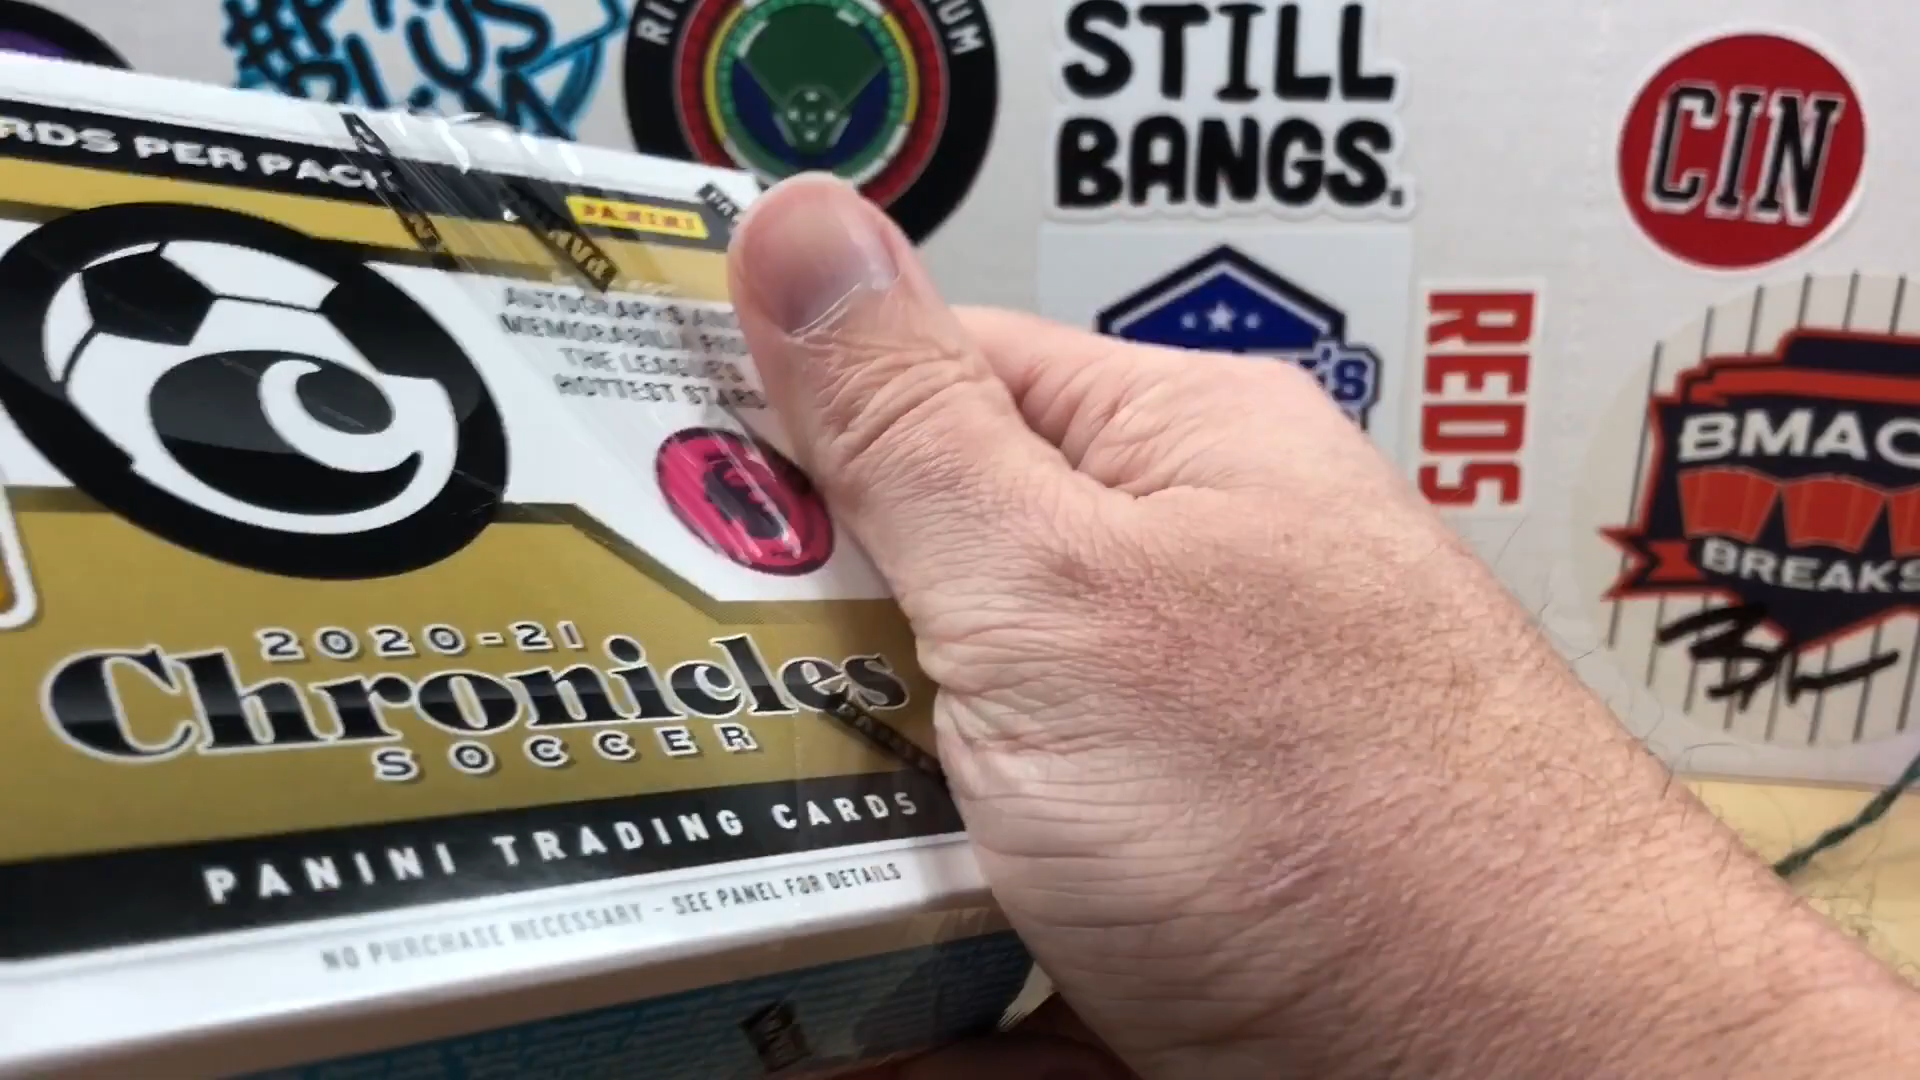 STILL
BANGS.
CIN
REDS
BMAC
BREAKS
RDS PER PACK
PANINI
AUTOGRAPHS AND
MEMORABILIA
THE LEAGUE'S
HOTTEST STARS
2020-21
Chronicles
SOCCER
PANINI TRADING CARDS
NO PURCHASE NECESSARY - SEE PANEL FOR DETAILS